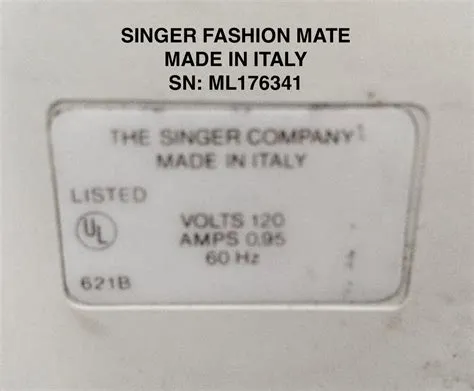 SINGER FASHION MATE
MADE IN ITALY
SN: ML176341
THE SINGER COMPANY
MADE IN ITALY
LISTED
UL
VOLTS 120
AMPS 0.95
60 Hz
621B